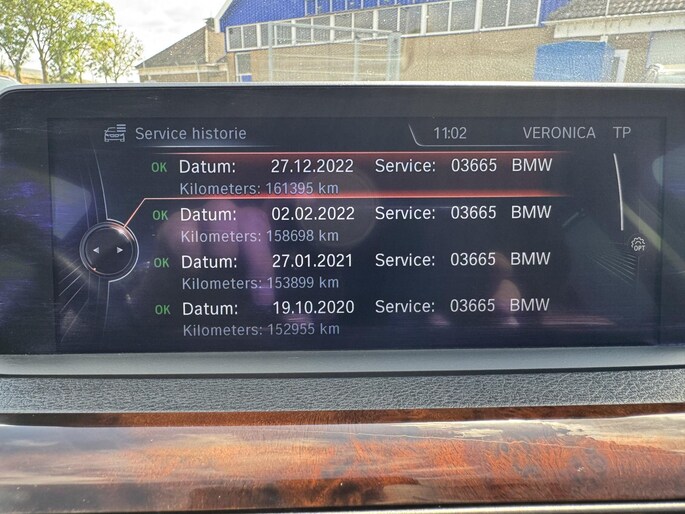 Service historie 11:02 VERONICA TP
OK Datum: 27.12.2022 Service: 03665 BMW
Kilometers: 161395 km
OK Datum: 02.02.2022 Service: 03665 BMW
Kilometers: 158698 km
OK Datum: 27.01.2021 Service: 03665 BMW
Kilometers: 153899 km
OK Datum: 19.10.2020 Service: 03665 BMW
Kilometers: 152955 km
OPT